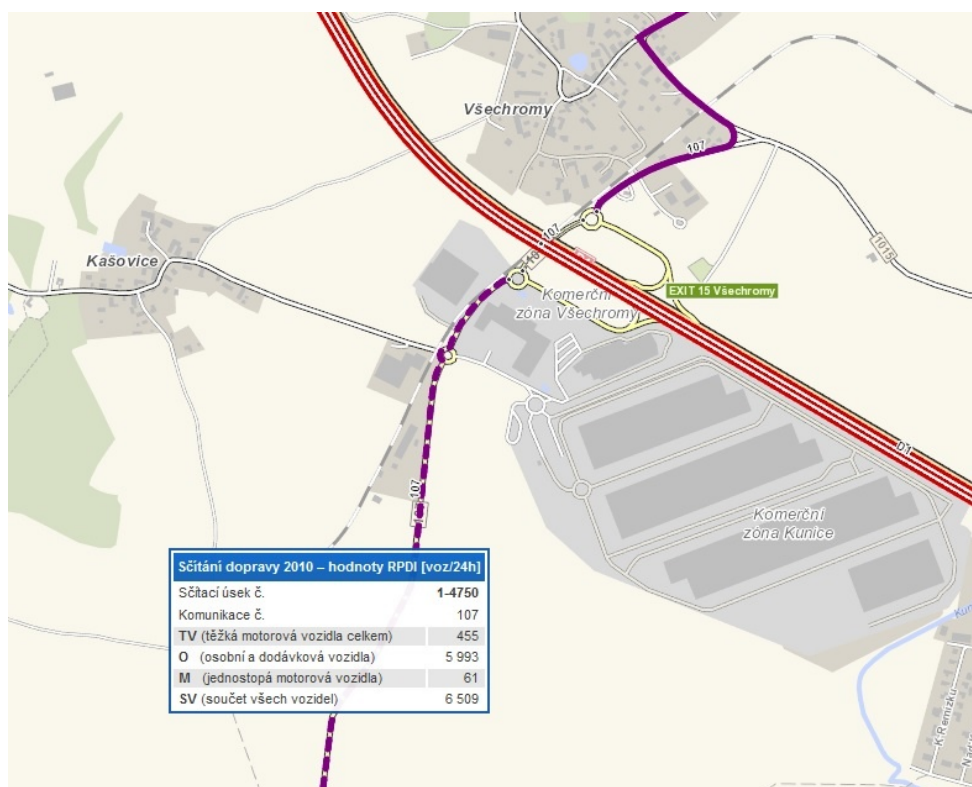 Všechromy
107
107
1015
Kašovice
EXIT 15 Všechromy
Komerční
zóna Všechromy
D1
107
Komerční
zóna Kunice
Sčítání dopravy 2010 – hodnoty RPDI [voz/24h]
Sčítací úsek č. 1-4750
Komunikace č. 107
TV (těžká motorová vozidla celkem) 455
O (osobní a dodávková vozidla) 5 993
M (jednostopá motorová vozidla) 61
SV (součet všech vozidel) 6 509
K Remízku